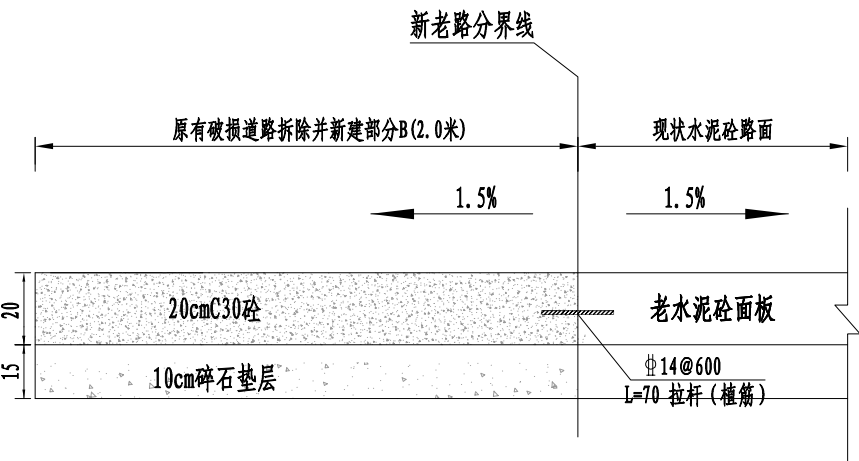 新老路分界线
原有破损道路拆除并新建部分B(2.0米)
现状水泥砼路面
1.5%
1.5%
20
20cmC30砼
老水泥砼面板
15
10cm碎石垫层
⏀14@600
L=70 拉杆(植筋)